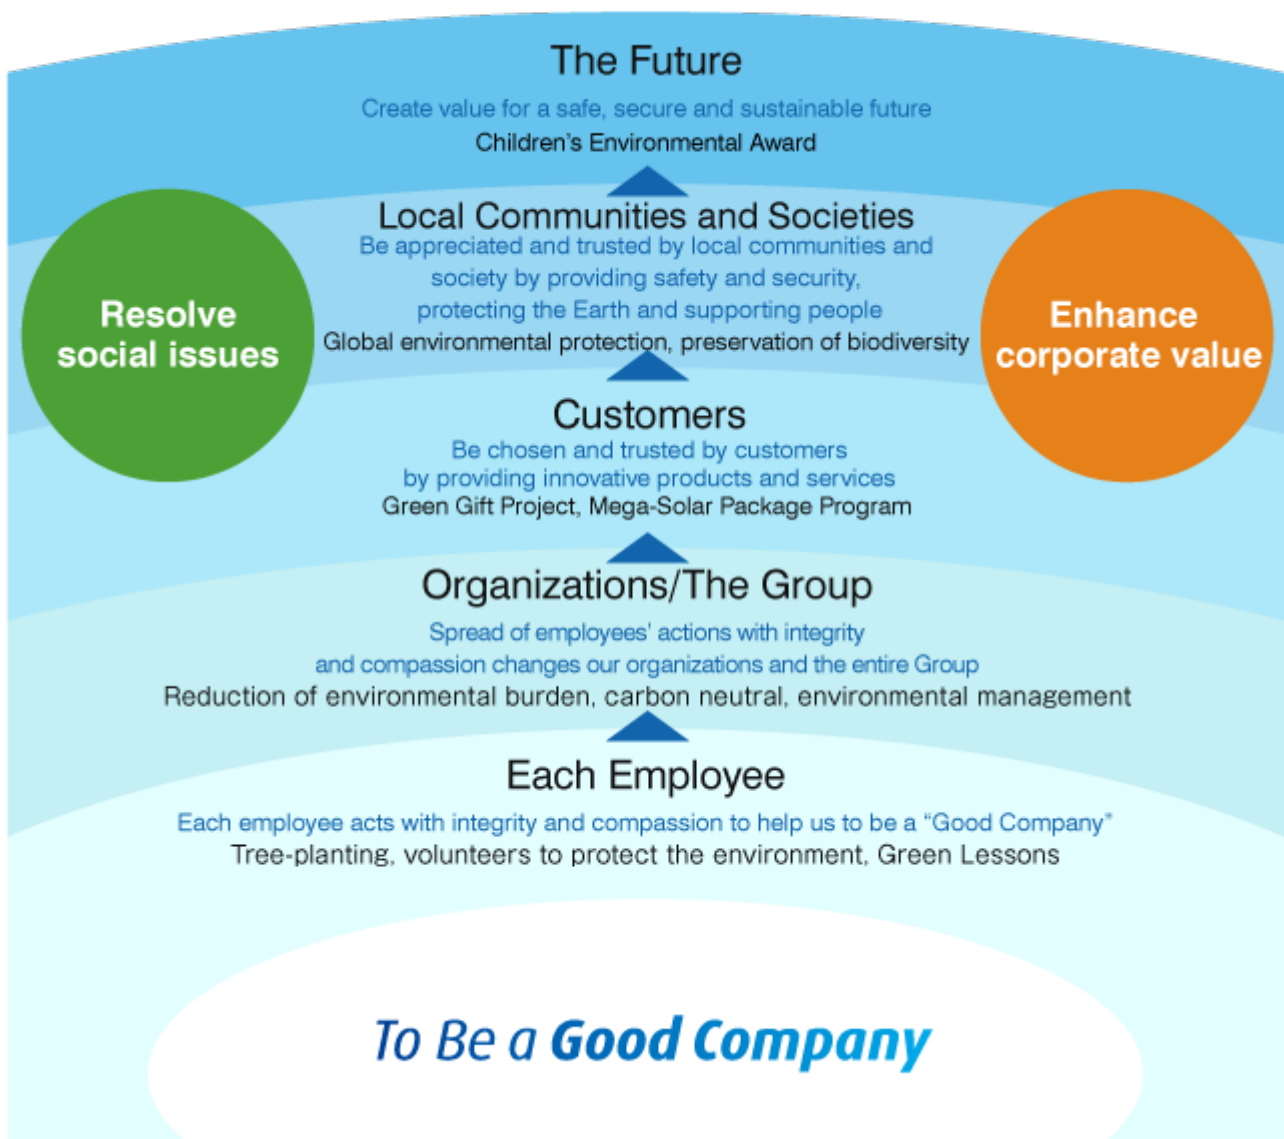 The Future
Create value for a safe, secure and sustainable future
Children's Environmental Award
Local Communities and Societies
Be appreciated and trusted by local communities and
society by providing safety and security,
protecting the Earth and supporting people
Global environmental protection, preservation of biodiversity
Resolve
social issues
Enhance
corporate value
Customers
Be chosen and trusted by customers
by providing innovative products and services
Green Gift Project, Mega-Solar Package Program
Organizations/The Group
Spread of employees' actions with integrity
and compassion changes our organizations and the entire Group
Reduction of environmental burden, carbon neutral, environmental management
Each Employee
Each employee acts with integrity and compassion to help us to be a “Good Company”
Tree-planting, volunteers to protect the environment, Green Lessons
To Be a Good Company